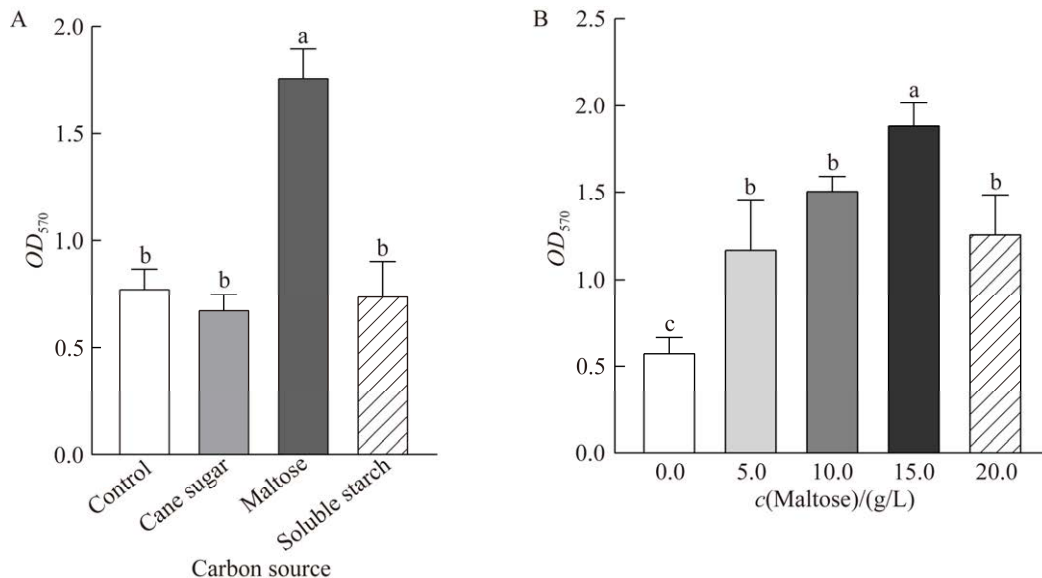 A
2.0
1.5
1.0
0.5
0.0
OD570
b
b
a
b
Control
Cane sugar
Maltose
Soluble starch
Carbon source
B
2.5
2.0
1.5
1.0
0.5
0.0
OD570
c
b
b
a
b
0.0 5.0 10.0 15.0 20.0
c(Maltose)/(g/L)